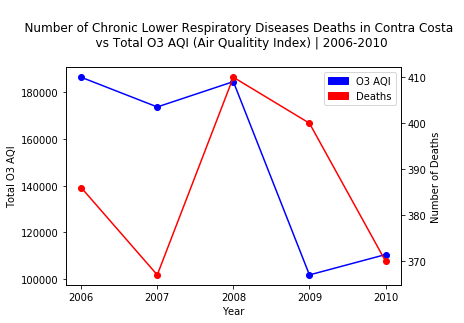 Number of Chronic Lower Respiratory Diseases Deaths in Contra Costa
vs Total O3 AQI (Air Qualitity Index) | 2006-2010
O3 AQI
Deaths
180000
160000
140000
120000
100000
Total O3 AQI
410
400
390
380
370
Number of Deaths
2006 2007 2008 2009 2010
Year